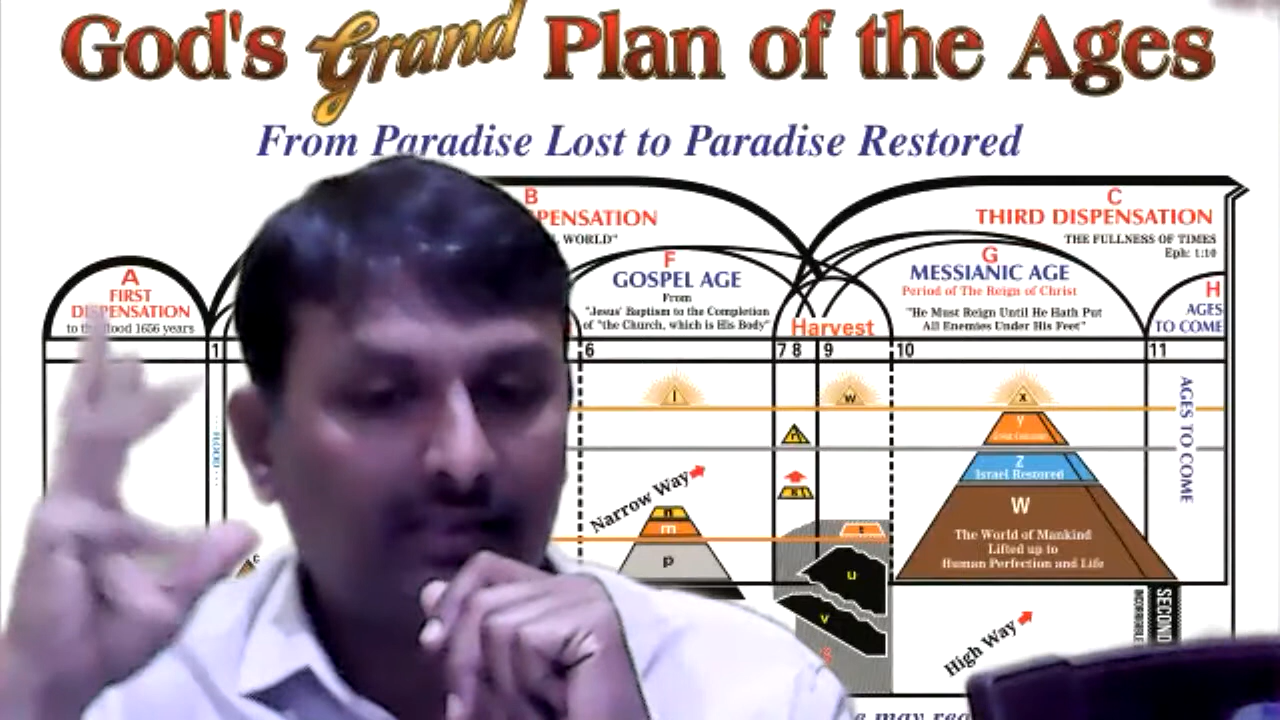 God's Grand Plan of the Ages
From Paradise Lost to Paradise Restored
A
FIRST
DISPENSATION
to the flood 1656 years
B
WORLD"
F
GOSPEL AGE
From
"Jesus' Baptism to the Completion
of "the Church, which is His Body"
Harvest
C
THIRD DISPENSATION
THE FULLNESS OF TIMES
Eph: 1:10
G
MESSIANIC AGE
Period of The Reign of Christ
"He Must Reign Until He Hath Put
All Enemies Under His Feet"
H
AGES
TO COME
1
6
7 8
9
10
11
FLOOD
c
l
Narrow Way
n
m
p
w
t
u
v
x
y
Z
Israel Restored
W
The World of Mankind
Lifted up to
Human Perfection and Life
High Way
AGES TO COME
SECOND
may